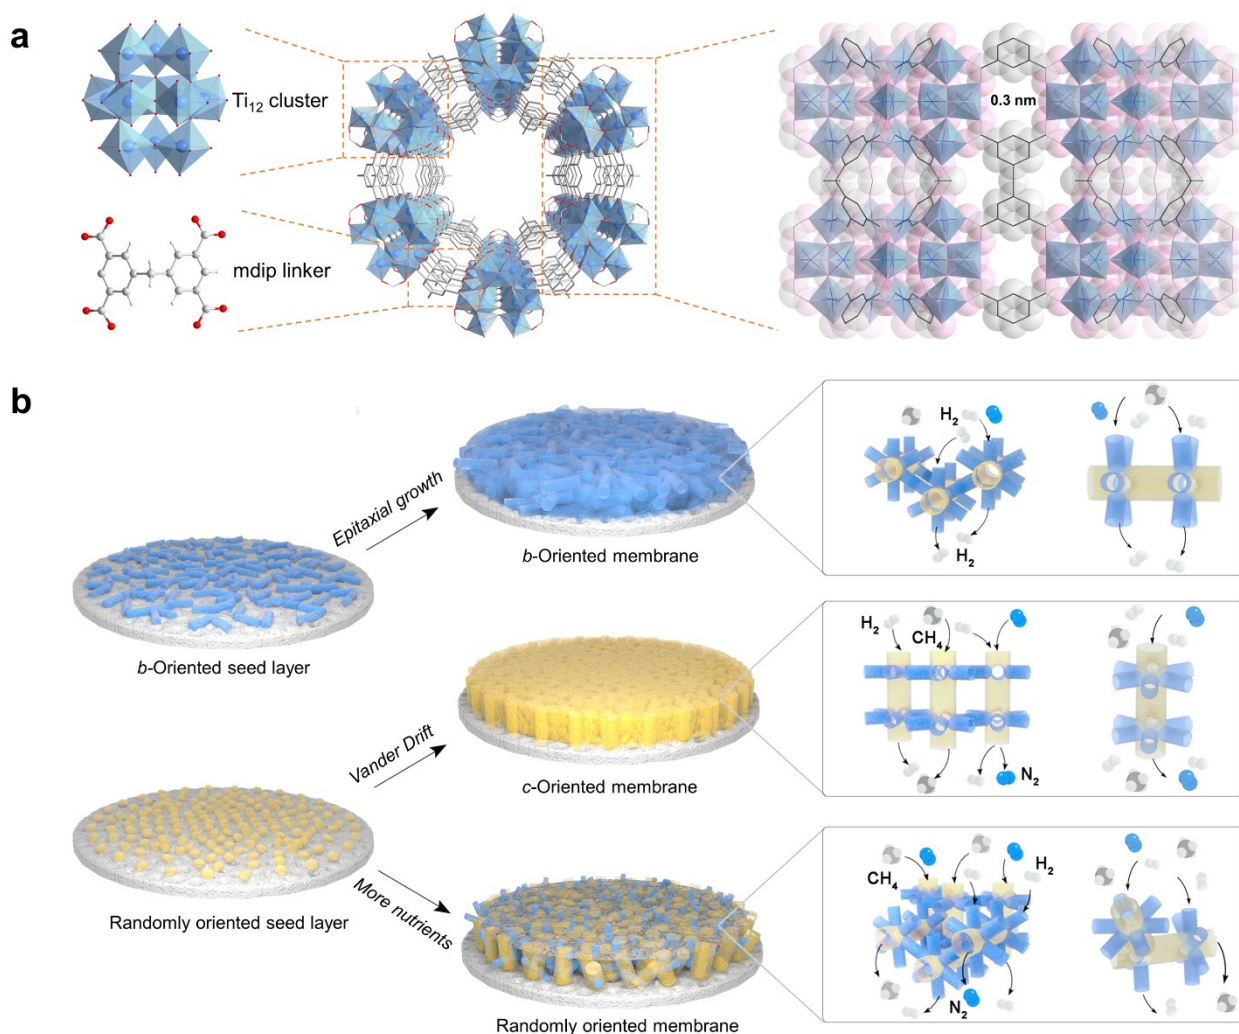 a
Ti12 cluster
mdip linker
0.3 nm
b
b-Oriented seed layer
Epitaxial growth
b-Oriented membrane
H2
H2
Randomly oriented seed layer
Vander Drift
c-Oriented membrane
H2
CH4
N2
More nutrients
Randomly oriented membrane
CH4
H2
N2